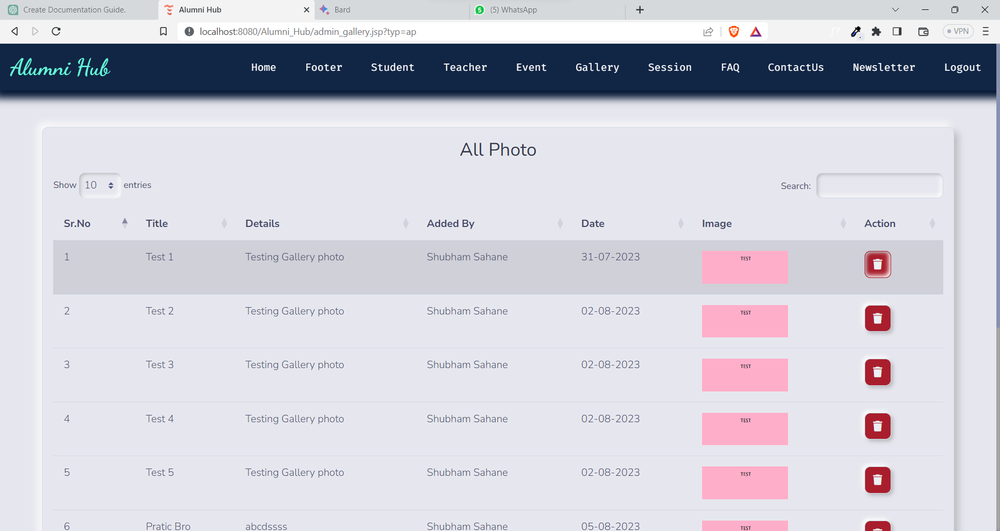 Create Documentation Guide.
Alumni Hub
Bard
5
(5) WhatsApp
localhost:8080/Alumni_Hub/admin_gallery.jsp?typ=ap
VPN
Alumni Hub
Home Footer Student Teacher Event Gallery Session FAQ ContactUs Newsletter Logout
All Photo
Show 10 entries
Search:
Sr.No Title Details Added By Date Image Action
1 Test 1 Testing Gallery photo Shubham Sahane 31-07-2023 TEST
2 Test 2 Testing Gallery photo Shubham Sahane 02-08-2023 TEST
3 Test 3 Testing Gallery photo Shubham Sahane 02-08-2023 TEST
4 Test 4 Testing Gallery photo Shubham Sahane 02-08-2023 TEST
5 Test 5 Testing Gallery photo Shubham Sahane 02-08-2023 TEST
6 Pratic Bro abcdssss Shubham Sahane 05-08-2023 TEST